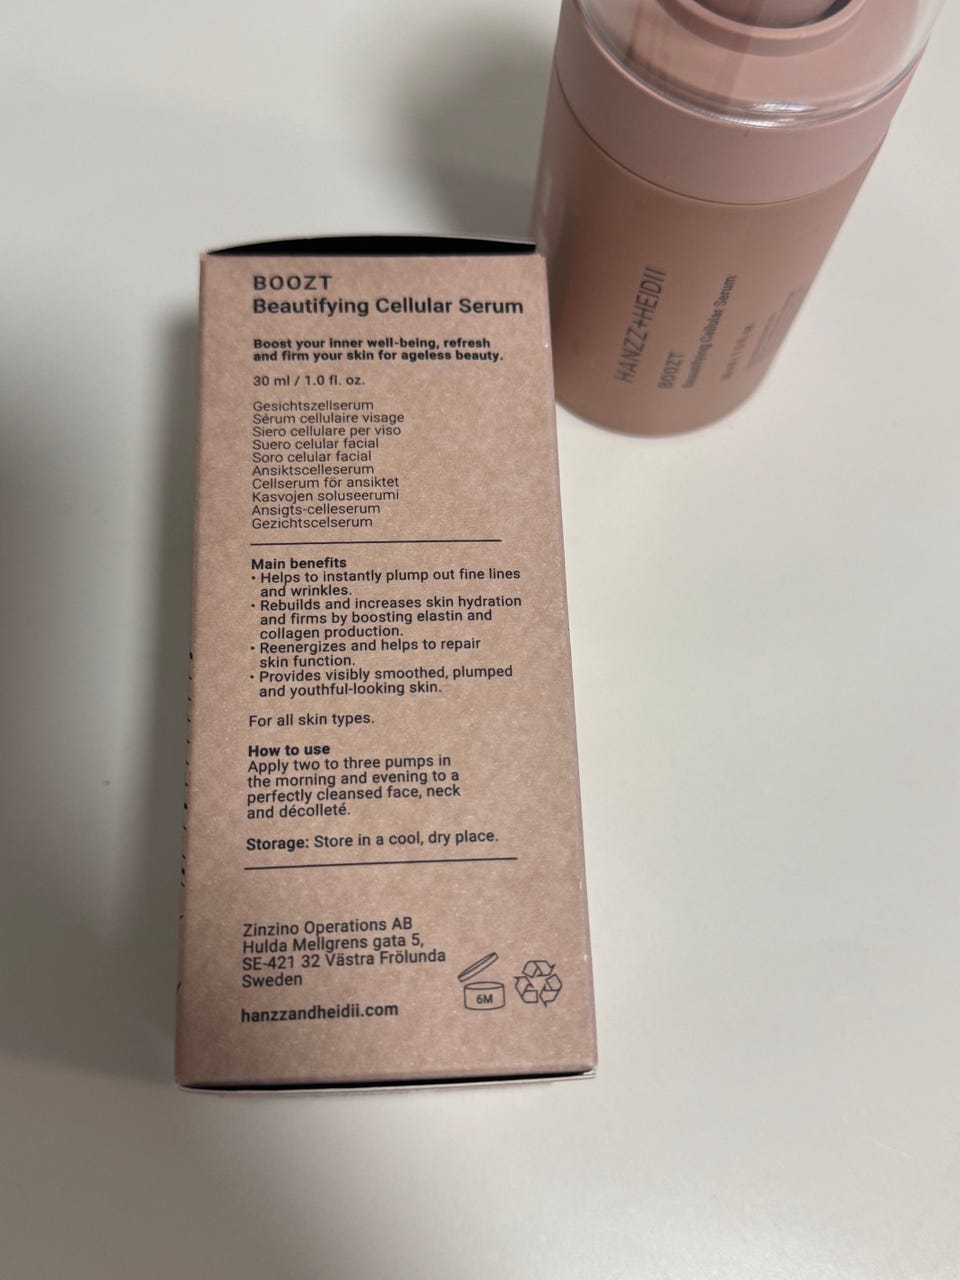 BOOZT
Beautifying Cellular Serum
Boost your inner well-being, refresh
and firm your skin for ageless beauty.
30 ml / 1.0 fl. oz.
Gesichtszellserum
Sérum cellulaire visage
Siero cellulare per viso
Suero celular facial
Soro celular facial
Ansiktscelleserum
Cellserum för ansiktet
Kasvojen soluseerumi
Ansigts-celleserum
Gezichtscelserum
Main benefits
• Helps to instantly plump out fine lines
and wrinkles.
• Rebuilds and increases skin hydration
and firms by boosting elastin and
collagen production.
• Reenergizes and helps to repair
skin function.
• Provides visibly smoothed, plumped
and youthful-looking skin.
For all skin types.
How to use
Apply two to three pumps in
the morning and evening to a
perfectly cleansed face, neck
and décolleté.
Storage: Store in a cool, dry place.
Zinzino Operations AB
Hulda Mellgrens gata 5,
SE-421 32 Västra Frölunda
Sweden
hanzzandheidii.com
6M
HANZZ+HEIDII
BOOZT
Beautifying Cellular Serum